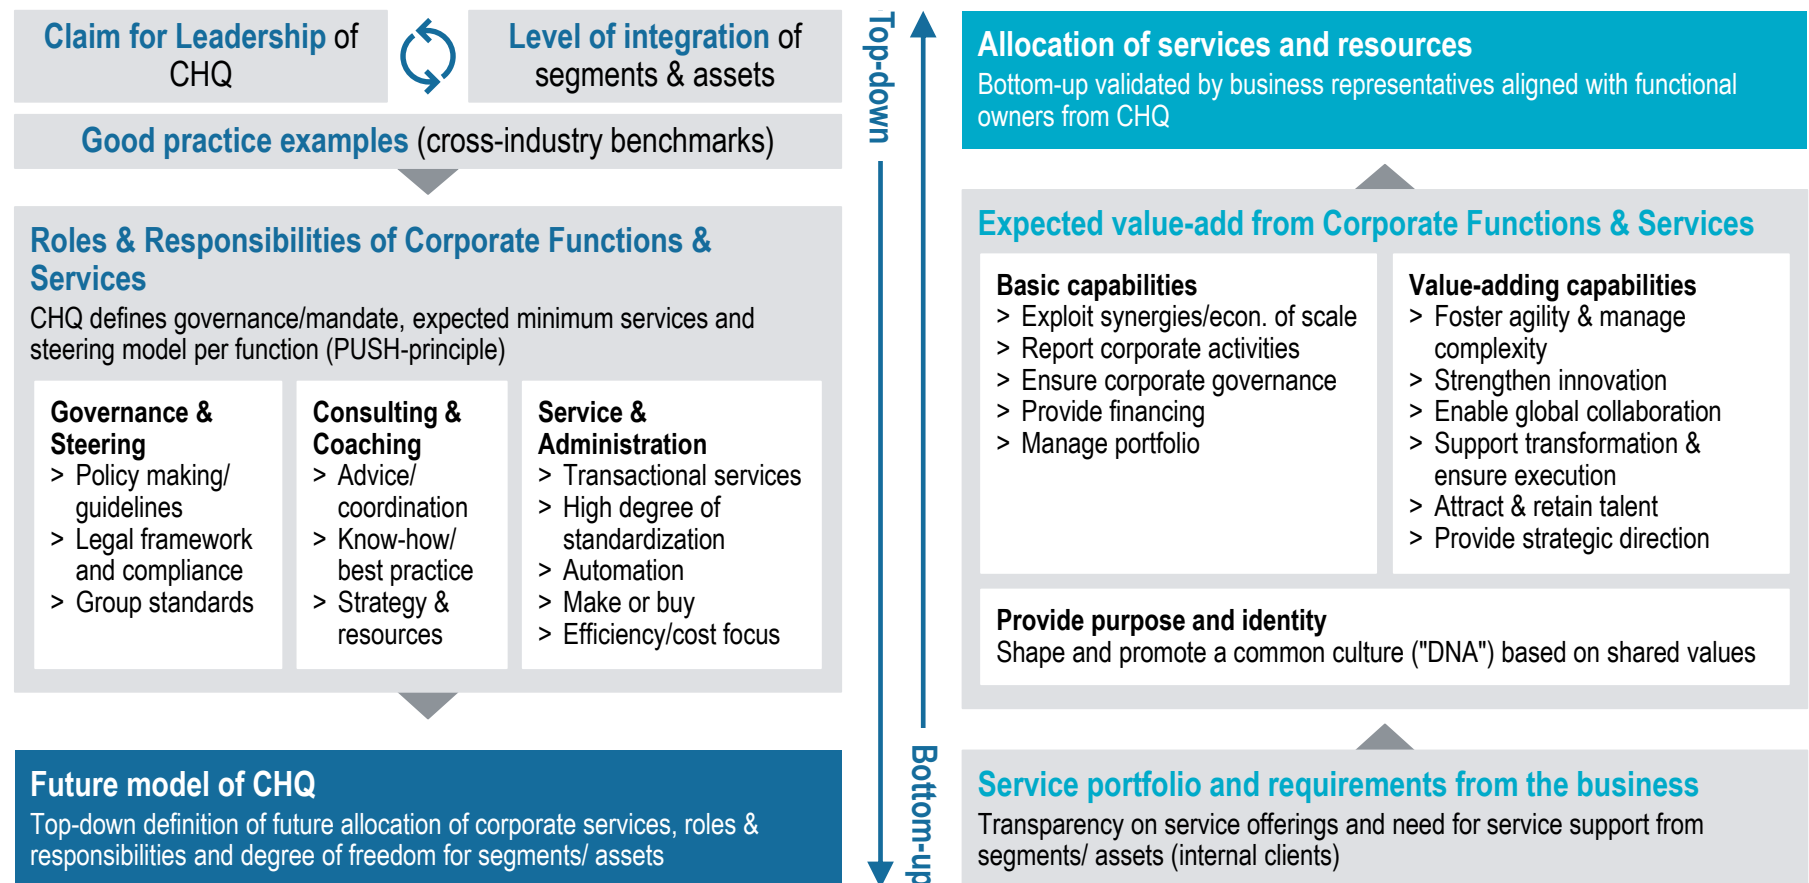 Claim for Leadership of
CHQ
Level of integration of
segments & assets
Good practice examples (cross-industry benchmarks)
Roles & Responsibilities of Corporate Functions &
Services
CHQ defines governance/mandate, expected minimum services and
steering model per function (PUSH-principle)
Governance &
Steering
> Policy making/
guidelines
> Legal framework
and compliance
> Group standards
Consulting &
Coaching
> Advice/
coordination
> Know-how/
best practice
> Strategy &
resources
Service &
Administration
> Transactional services
> High degree of
standardization
> Automation
> Make or buy
> Efficiency/cost focus
Future model of CHQ
Top-down definition of future allocation of corporate services, roles &
responsibilities and degree of freedom for segments/ assets
Top-down
Bottom-up
Allocation of services and resources
Bottom-up validated by business representatives aligned with functional
owners from CHQ
Expected value-add from Corporate Functions & Services
Basic capabilities
> Exploit synergies/econ. of scale
> Report corporate activities
> Ensure corporate governance
> Provide financing
> Manage portfolio
Value-adding capabilities
> Foster agility & manage
complexity
> Strengthen innovation
> Enable global collaboration
> Support transformation &
ensure execution
> Attract & retain talent
> Provide strategic direction
Provide purpose and identity
Shape and promote a common culture ("DNA") based on shared values
Service portfolio and requirements from the business
Transparency on service offerings and need for service support from
segments/ assets (internal clients)